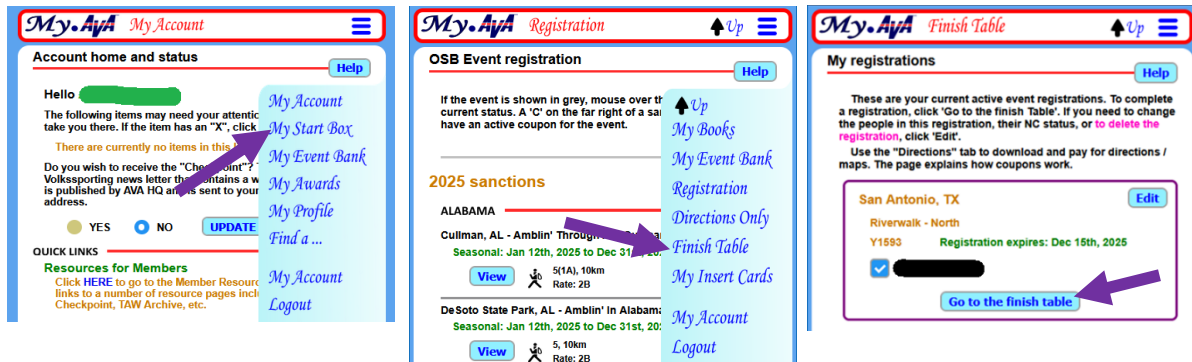 My.AVA My Account
Account home and status
Help
Hello
The following items may need your attentic
take you there. If the item has an "X", click
There are currently no items in this
Do you wish to receive the "Checkpoint"?
Volkssporting news letter that contains a w
is published by AVA HQ and is sent to your
address.
YES NO UPDATE
QUICK LINKS
Resources for Members
Click HERE to go to the Member Resourc
links to a number of resource pages incl
Checkpoint, TAW Archive, etc.
My Account
My Start Box
My Event Bank
My Awards
My Profile
Find a ...
My Account
Logout
My.AVA Registration Up
OSB Event registration
Help
If the event is shown in grey, mouse over th
current status. A 'C' on the far right of a sa
have an active coupon for the event.
2025 sanctions
ALABAMA
Cullman, AL - Amblin' Through
Seasonal: Jan 12th, 2025 to Dec 31st, 20
View 5(1A), 10km
Rate: 2B
DeSoto State Park, AL - Amblin' In Alabama
Seasonal: Jan 12th, 2025 to Dec 31st, 20
View 5, 10km
Rate: 2B
Up
My Books
My Event Bank
Registration
Directions Only
Finish Table
My Insert Cards
My Account
Logout
My.AVA Finish Table Up
My registrations
Help
These are your current active event registrations. To complete
a registration, click 'Go to the finish Table'. If you need to change
the people in this registration, their NC status, or to delete the
registration, click 'Edit'.
Use the "Directions" tab to download and pay for directions /
maps. The page explains how coupons work.
San Antonio, TX Edit
Riverwalk - North
Y1593 Registration expires: Dec 15th, 2025
Go to the finish table